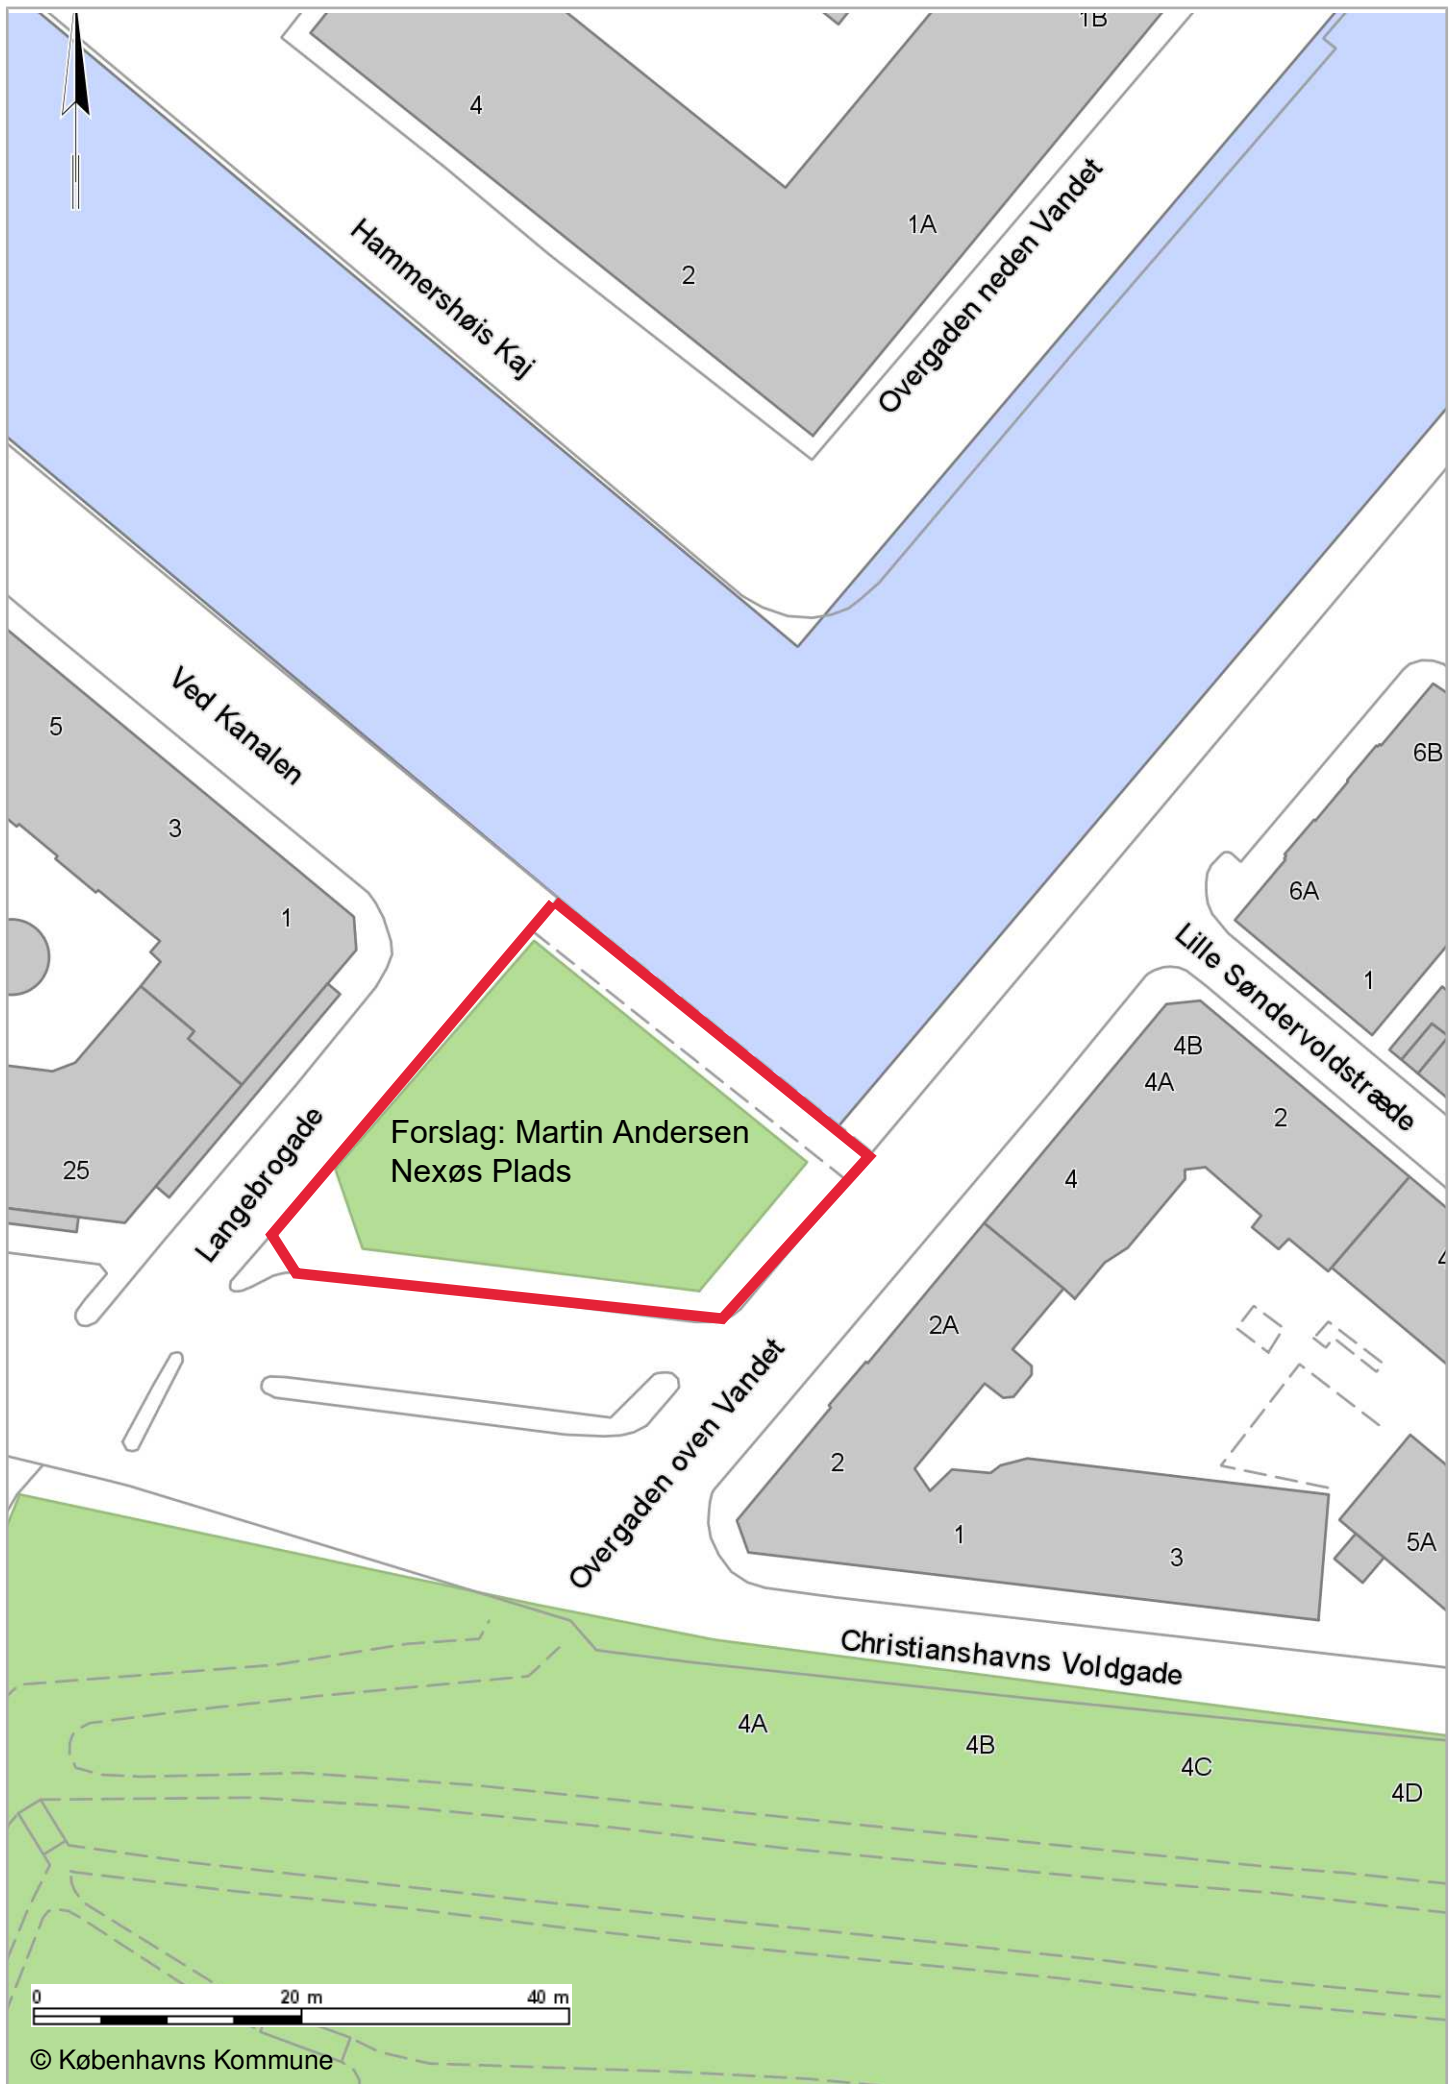 1B
4
1A
2
Hammershøis Kaj
Overgaden neden Vandet
Ved Kanalen
5
3
1
6B
6A
1
Lille Søndervoldstræde
4B
4A
2
4
4
25
Langebrogade
Forslag: Martin Andersen
Nexøs Plads
2A
2
1
3
5A
Overgaden oven Vandet
Christianshavns Voldgade
4A
4B
4C
4D
0 20 m 40 m
© Københavns Kommune